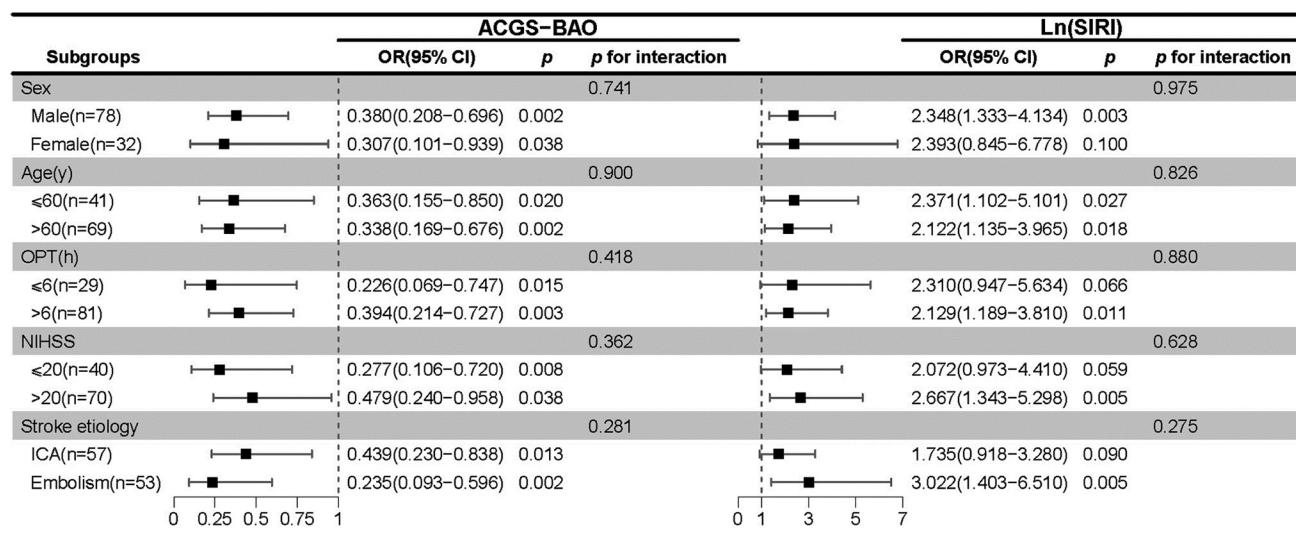 ACGS−BAO Ln(SIRI)
Subgroups OR(95% CI) p p for interaction OR(95% CI) p p for interaction
Sex 0.741 0.975
Male(n=78) 0.380(0.208−0.696) 0.002 2.348(1.333−4.134) 0.003
Female(n=32) 0.307(0.101−0.939) 0.038 2.393(0.845−6.778) 0.100
Age(y) 0.900 0.826
⩽60(n=41) 0.363(0.155−0.850) 0.020 2.371(1.102−5.101) 0.027
>60(n=69) 0.338(0.169−0.676) 0.002 2.122(1.135−3.965) 0.018
OPT(h) 0.418 0.880
⩽6(n=29) 0.226(0.069−0.747) 0.015 2.310(0.947−5.634) 0.066
>6(n=81) 0.394(0.214−0.727) 0.003 2.129(1.189−3.810) 0.011
NIHSS 0.362 0.628
⩽20(n=40) 0.277(0.106−0.720) 0.008 2.072(0.973−4.410) 0.059
>20(n=70) 0.479(0.240−0.958) 0.038 2.667(1.343−5.298) 0.005
Stroke etiology 0.281 0.275
ICA(n=57) 0.439(0.230−0.838) 0.013 1.735(0.918−3.280) 0.090
Embolism(n=53) 0.235(0.093−0.596) 0.002 3.022(1.403−6.510) 0.005
0 0.25 0.5 0.75 1 0 1 3 5 7